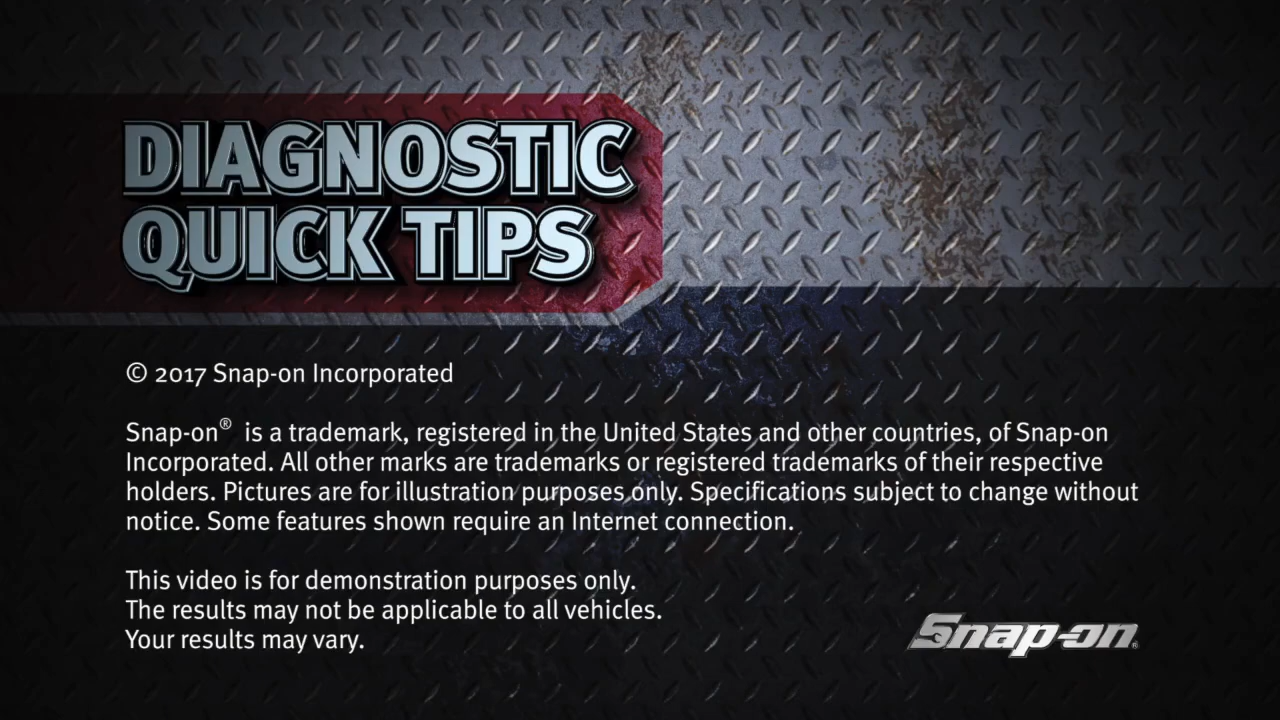 DIAGNOSTIC
QUICK TIPS
© 2017 Snap-on Incorporated
Snap-on® is a trademark, registered in the United States and other countries, of Snap-on
Incorporated. All other marks are trademarks or registered trademarks of their respective
holders. Pictures are for illustration purposes only. Specifications subject to change without
notice. Some features shown require an Internet connection.
This video is for demonstration purposes only.
The results may not be applicable to all vehicles.
Your results may vary.
Snap-on®